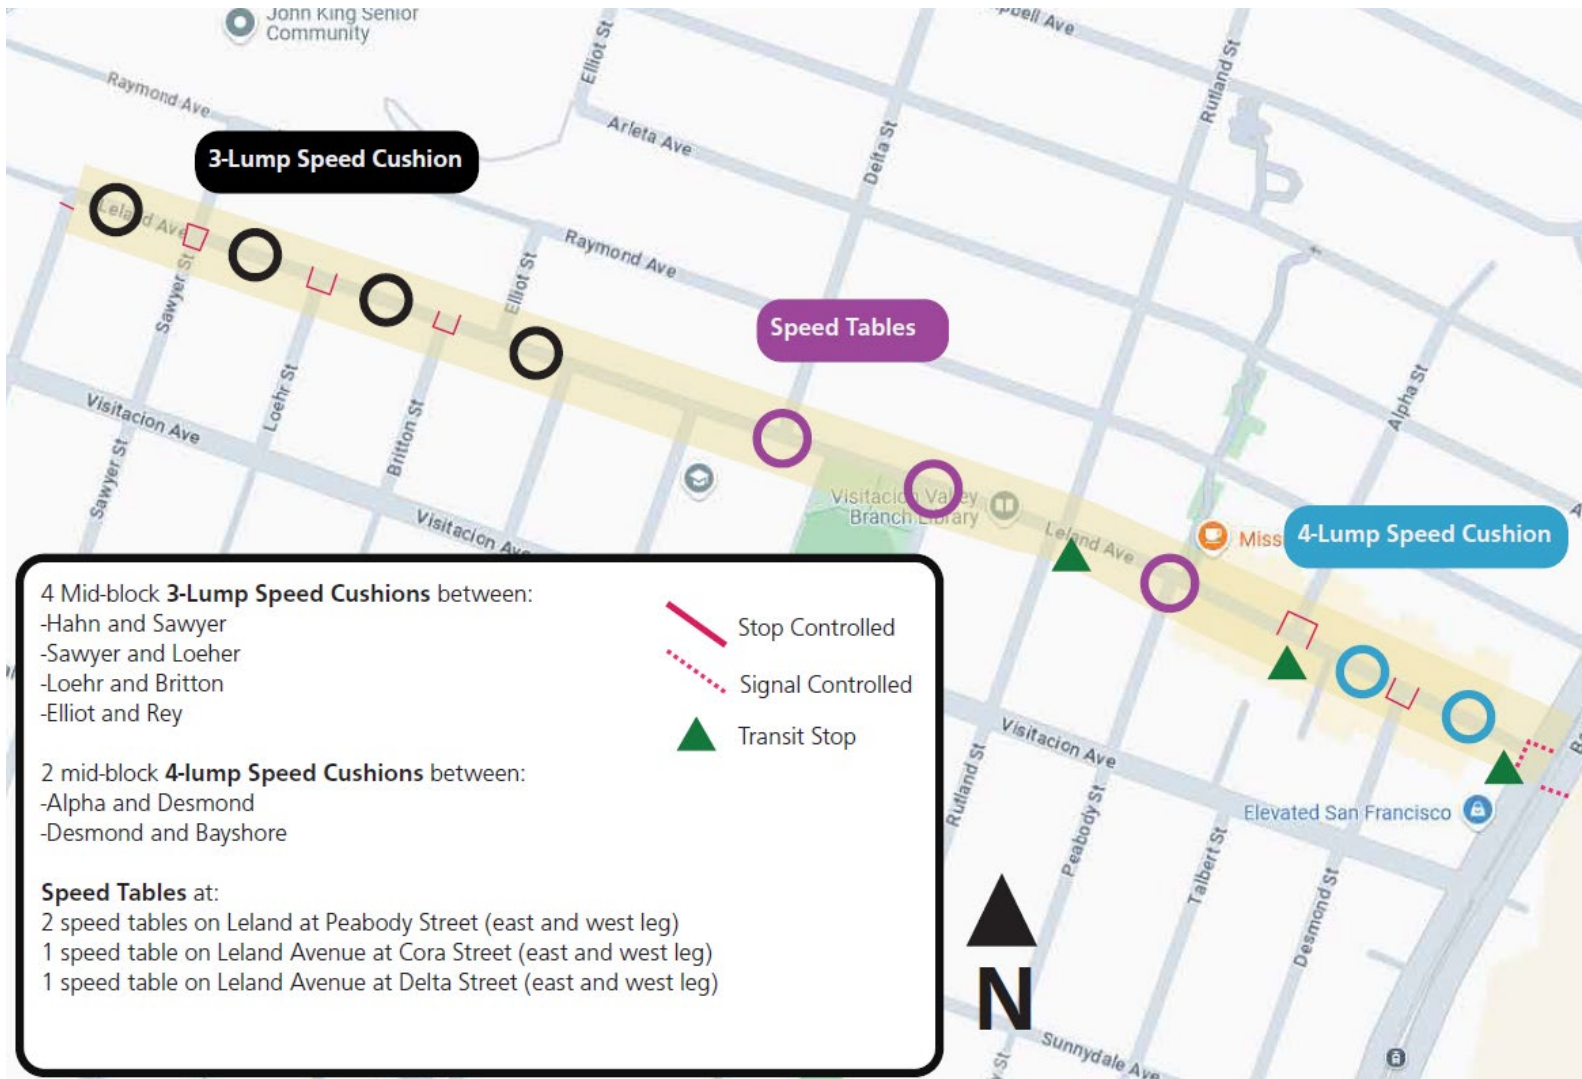 John King Senior
Community
Elliot St
Rutland St
Raymond Ave
Arleta Ave
Delta St
3-Lump Speed Cushion
Leland Ave
Sawyer St
Elliot St
Raymond Ave
Speed Tables
Alpha St
Loehr St
Britton St
Visitacion Ave
Sawyer St
Visitacion Ave
Visitacion Valley
Branch Library
Leland Ave
Miss
4-Lump Speed Cushion
4 Mid-block 3-Lump Speed Cushions between:
-Hahn and Sawyer
-Sawyer and Loeher
-Loehr and Britton
-Elliot and Rey
2 mid-block 4-lump Speed Cushions between:
-Alpha and Desmond
-Desmond and Bayshore
Speed Tables at:
2 speed tables on Leland at Peabody Street (east and west leg)
1 speed table on Leland Avenue at Cora Street (east and west leg)
1 speed table on Leland Avenue at Delta Street (east and west leg)
Stop Controlled
Signal Controlled
Transit Stop
Visitacion Ave
Rutland St
Peabody St
Talbert St
Desmond St
Elevated San Francisco
N
Sunnydale Ave